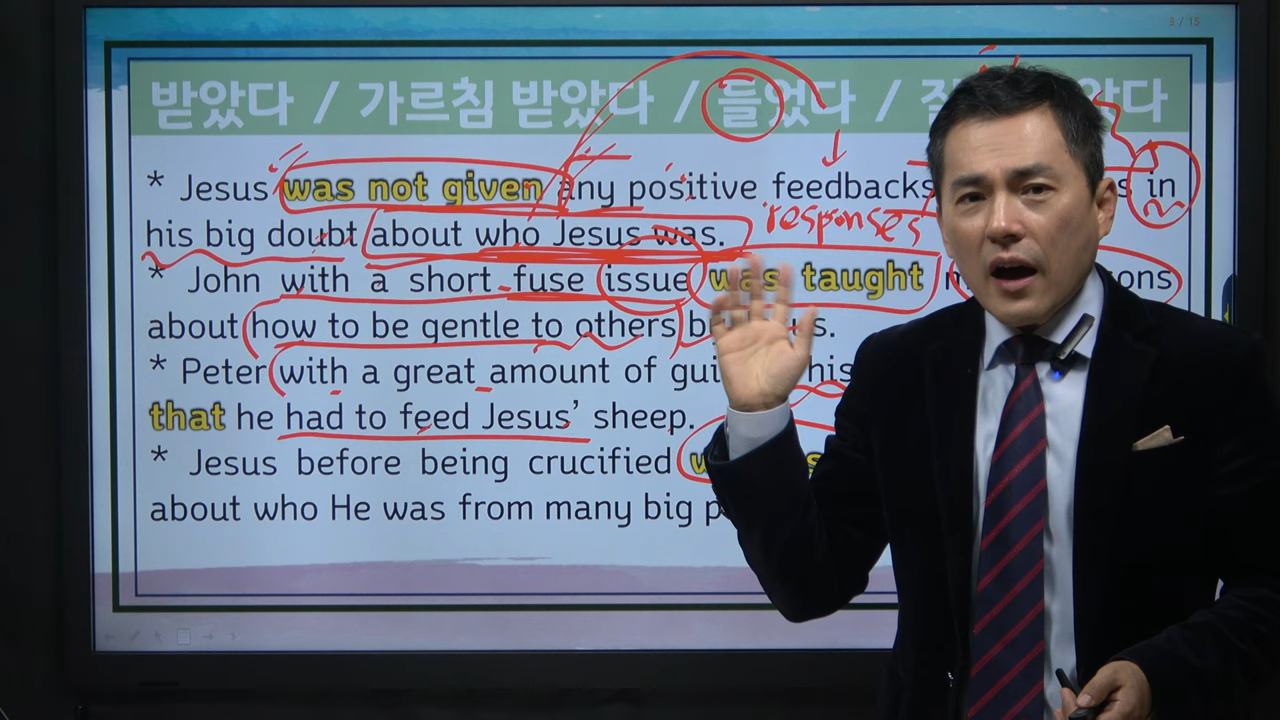 3 / 15
받았다 / 가르침 받았다 / 들었다 /
* Jesus was not given any positive feedbacks in
his big doubt about who Jesus was.
responses
* John with a short fuse issue was taught
about how to be gentle to others
* Peter with a great amount of his
that he had to feed Jesus’ sheep.
* Jesus before being crucified
about who He was from many big